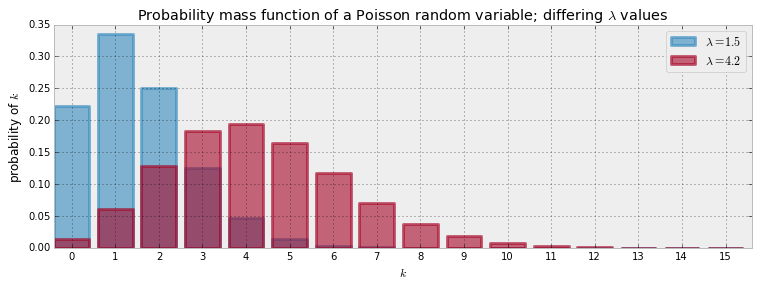 Probability mass function of a Poisson random variable; differing λ values
λ=1.5
λ=4.2
probability of k
0.35
0.30
0.25
0.20
0.15
0.10
0.05
0.00
0 1 2 3 4 5 6 7 8 9 10 11 12 13 14 15
k